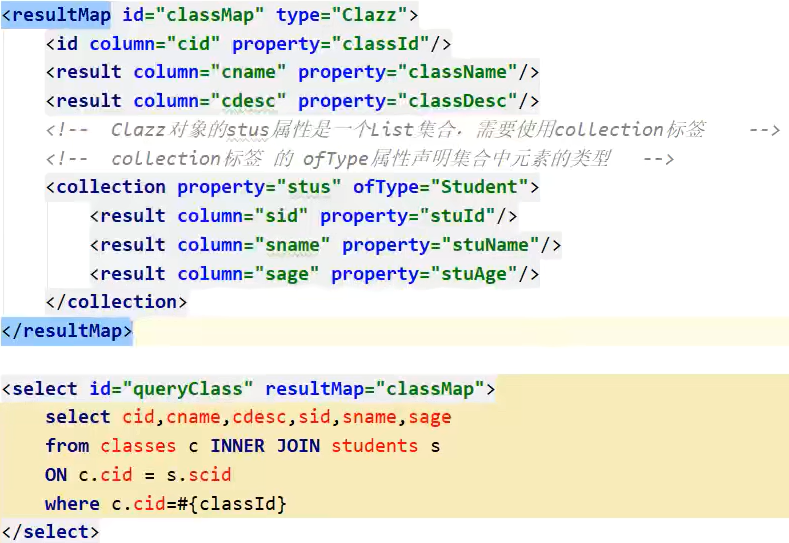 <resultMap id="classMap" type="Clazz">
    <id column="cid" property="classId"/>
    <result column="cname" property="className"/>
    <result column="cdesc" property="classDesc"/>
    <!--  Clazz对象的stus属性是一个List集合，需要使用collection标签    -->
    <!--  collection标签 的 ofType属性声明集合中元素的类型   -->
    <collection property="stus" ofType="Student">
        <result column="sid" property="stuId"/>
        <result column="sname" property="stuName"/>
        <result column="sage" property="stuAge"/>
    </collection>
</resultMap>
<select id="queryClass" resultMap="classMap">
    select cid,cname,cdesc,sid,sname,sage
    from classes c INNER JOIN students s
    ON c.cid = s.scid
    where c.cid=#{classId}
</select>